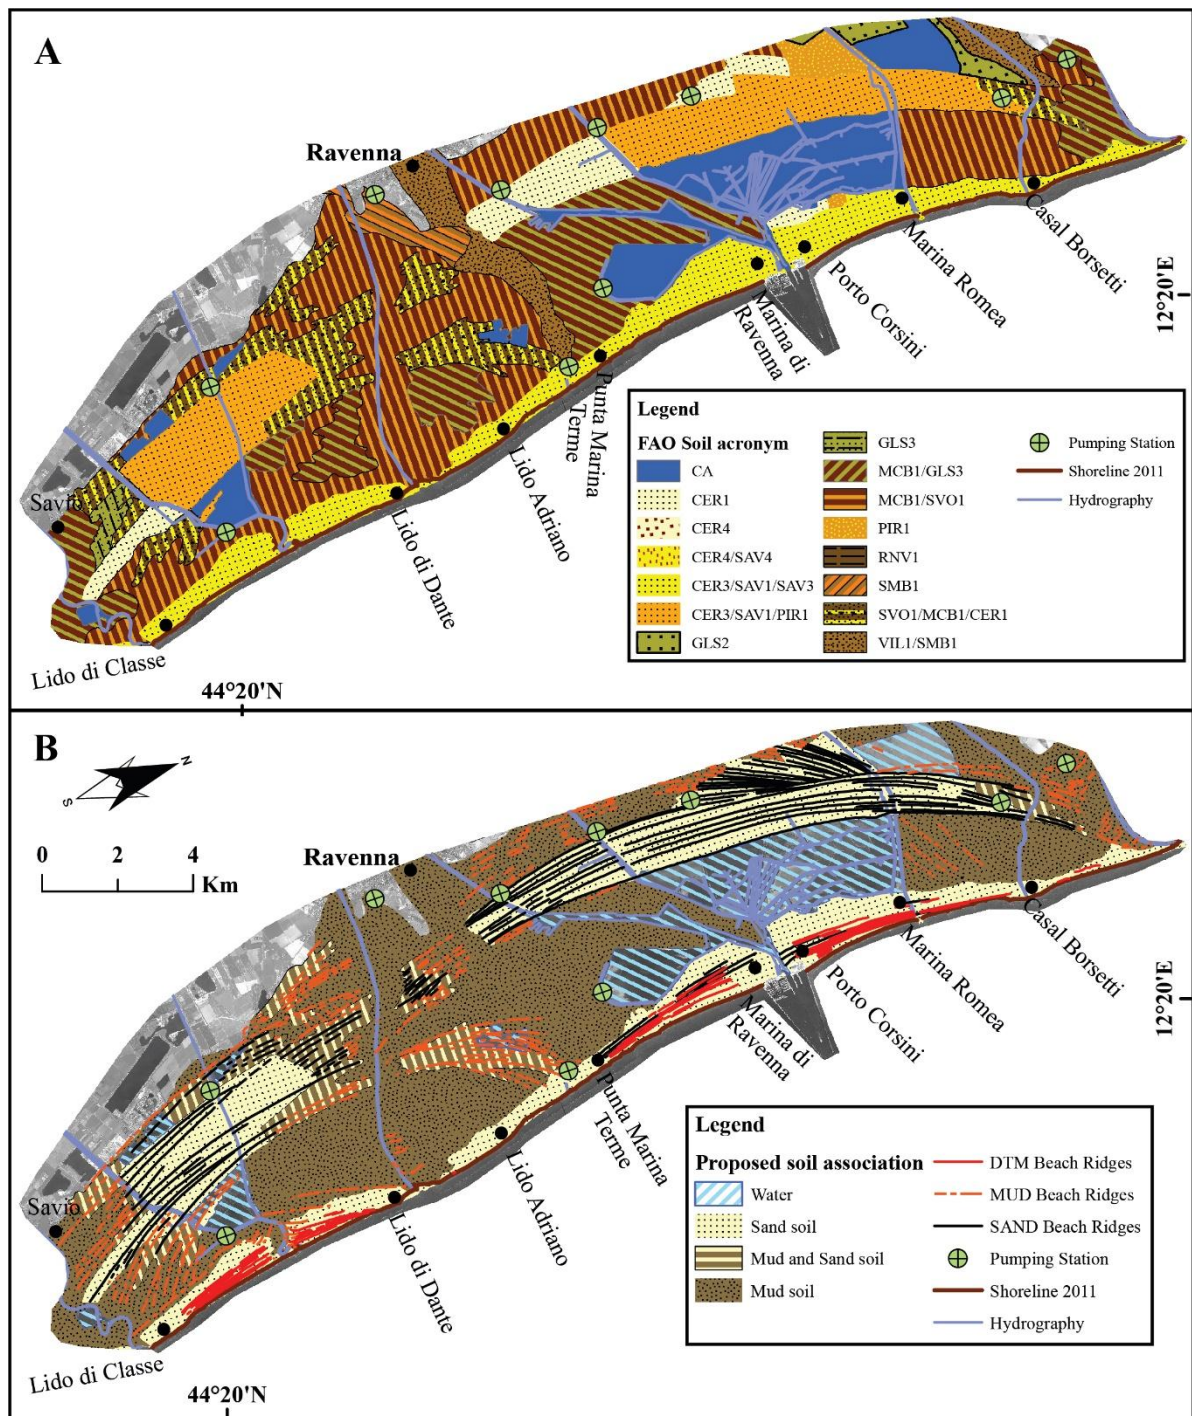 A
Ravenna
Savio
Lido di Classe
Lido di Dante
Lido Adriano
Punta Marina
Terme
Marina di
Ravenna
Porto Corsini
Marina Romea
Casal Borsetti
12°20'E
44°20'N
Legend
FAO Soil acronym
CA
CER1
CER4
CER4/SAV4
CER3/SAV1/SAV3
CER3/SAV1/PIR1
GLS2
GLS3
MCB1/GLS3
MCB1/SVO1
PIR1
RNV1
SMB1
SVO1/MCB1/CER1
VIL1/SMB1
Pumping Station
Shoreline 2011
Hydrography
B
S
N
0 2 4
Km
Ravenna
Savio
Lido di Classe
Lido di Dante
Lido Adriano
Punta Marina
Terme
Marina di
Ravenna
Porto Corsini
Marina Romea
Casal Borsetti
12°20'E
44°20'N
Legend
Proposed soil association
Water
Sand soil
Mud and Sand soil
Mud soil
DTM Beach Ridges
MUD Beach Ridges
SAND Beach Ridges
Pumping Station
Shoreline 2011
Hydrography